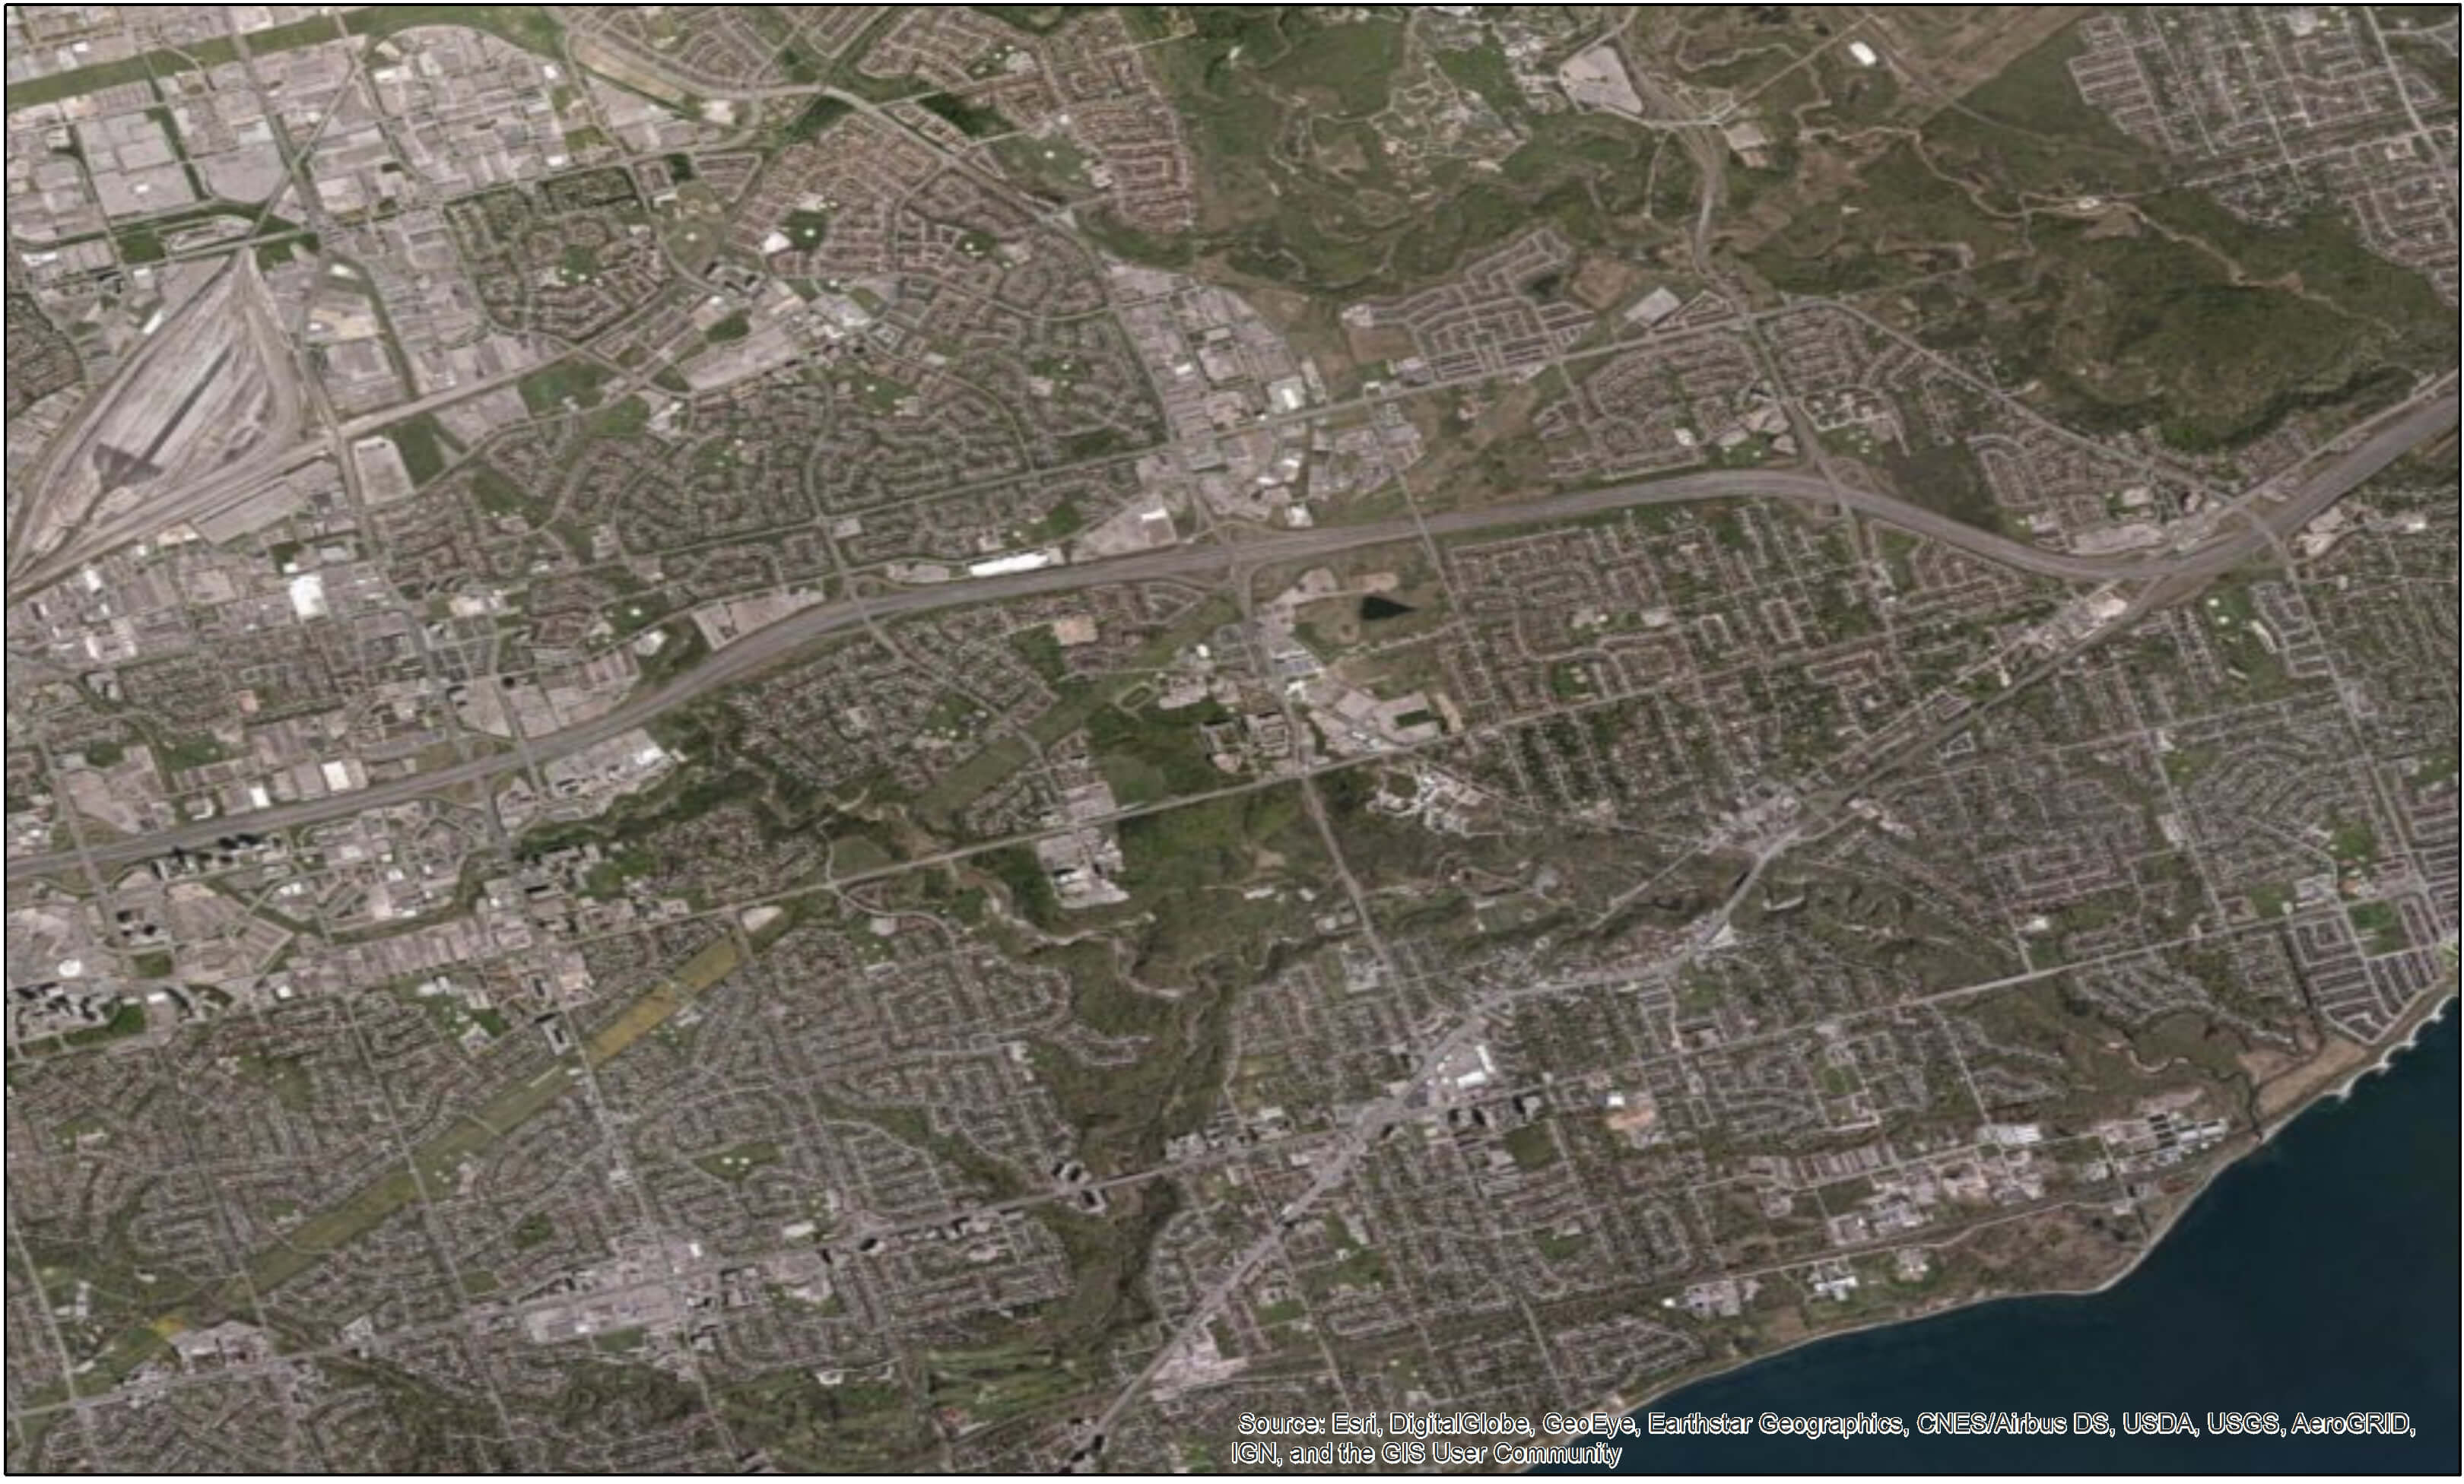 Source: Esri, DigitalGlobe, GeoEye, Earthstar Geographics, CNES/Airbus DS, USDA, USGS, AeroGRID,
IGN, and the GIS User Community